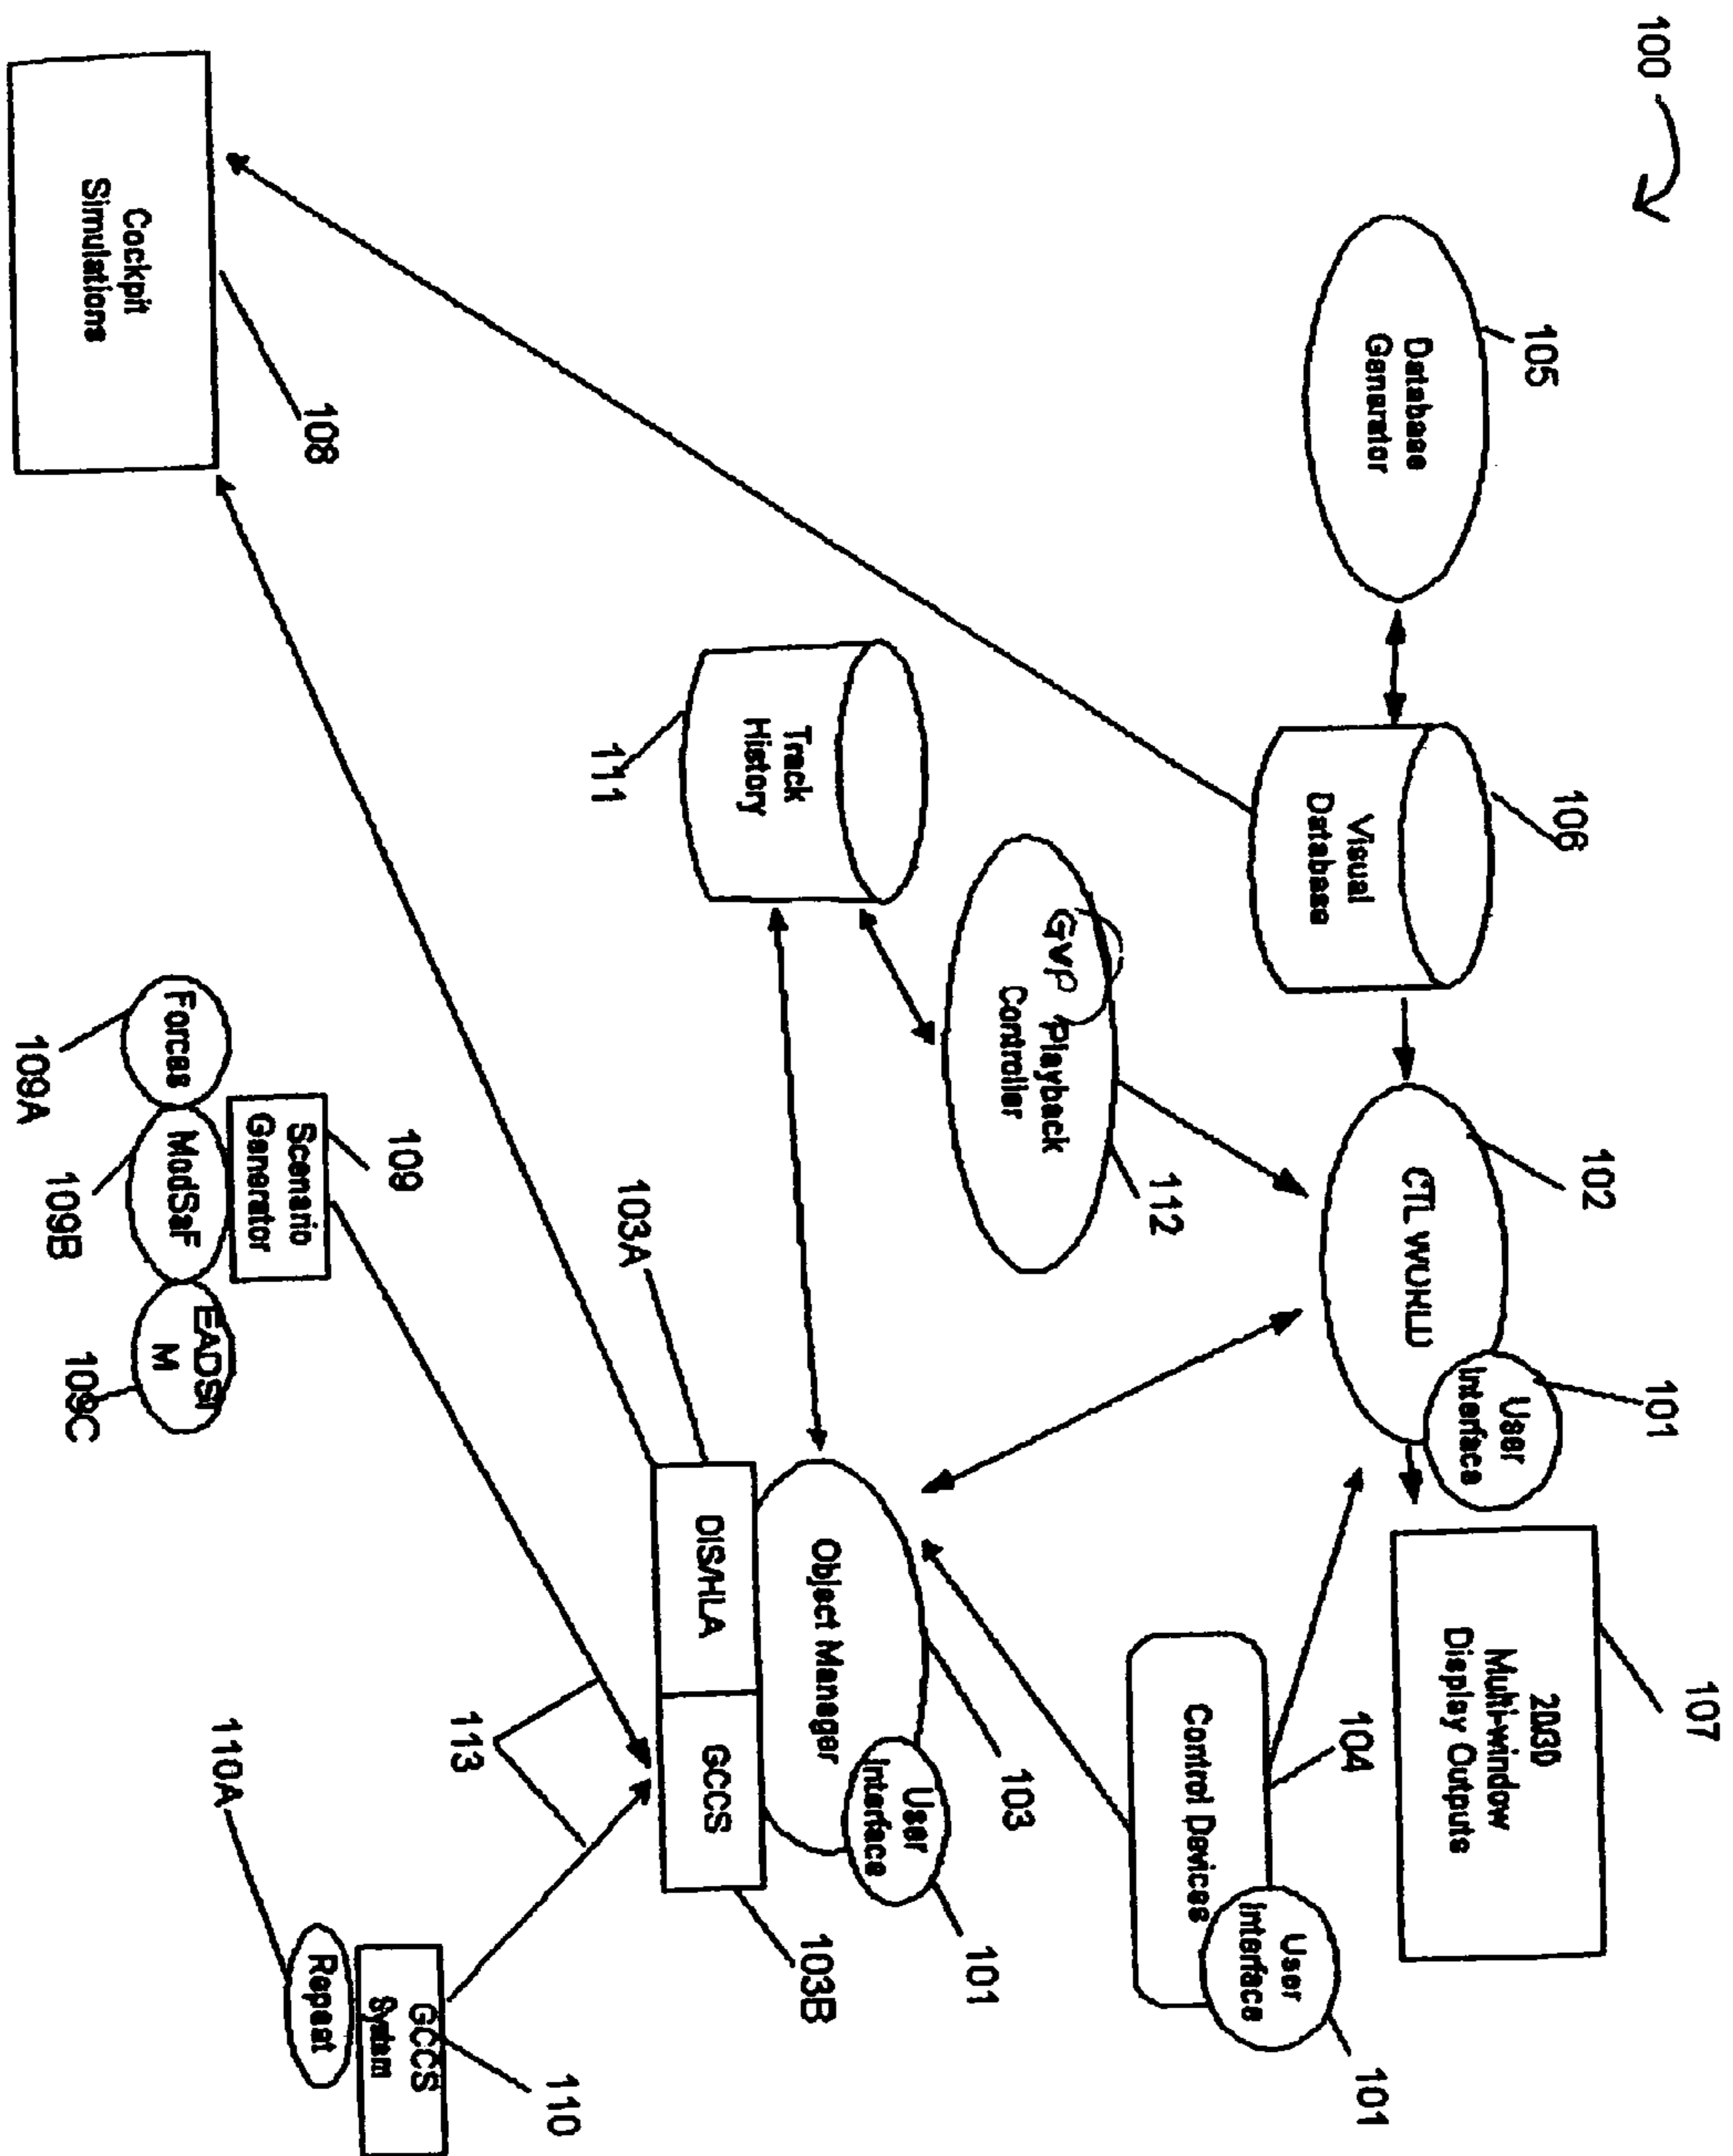 100
107
101
102
106
105
User
Interface
2D3D
Multi-window
Display Outputs
Database
Generator
Visual
Database
CTL
104
101
User
Interface
Control Devices
112
GVP Playback
Controller
103
101
Track
History
111
Object Manager
User
Interface
DIS/HLA
GCCS
103A
103B
109
113
110
Scenario
Generator
GCCS
System
Repeat
110A
Forces
ModSaF
EADSI
M
109A
109B
109C
108
Cockpit
Simulations